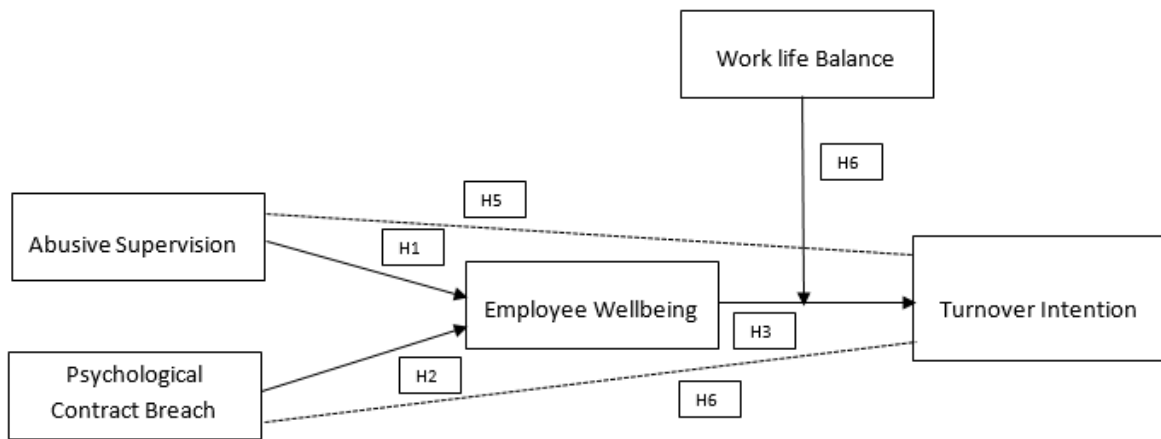 Work life Balance
H6
H5
Abusive Supervision
H1
Employee Wellbeing
Turnover Intention
H3
Psychological
Contract Breach
H2
H6